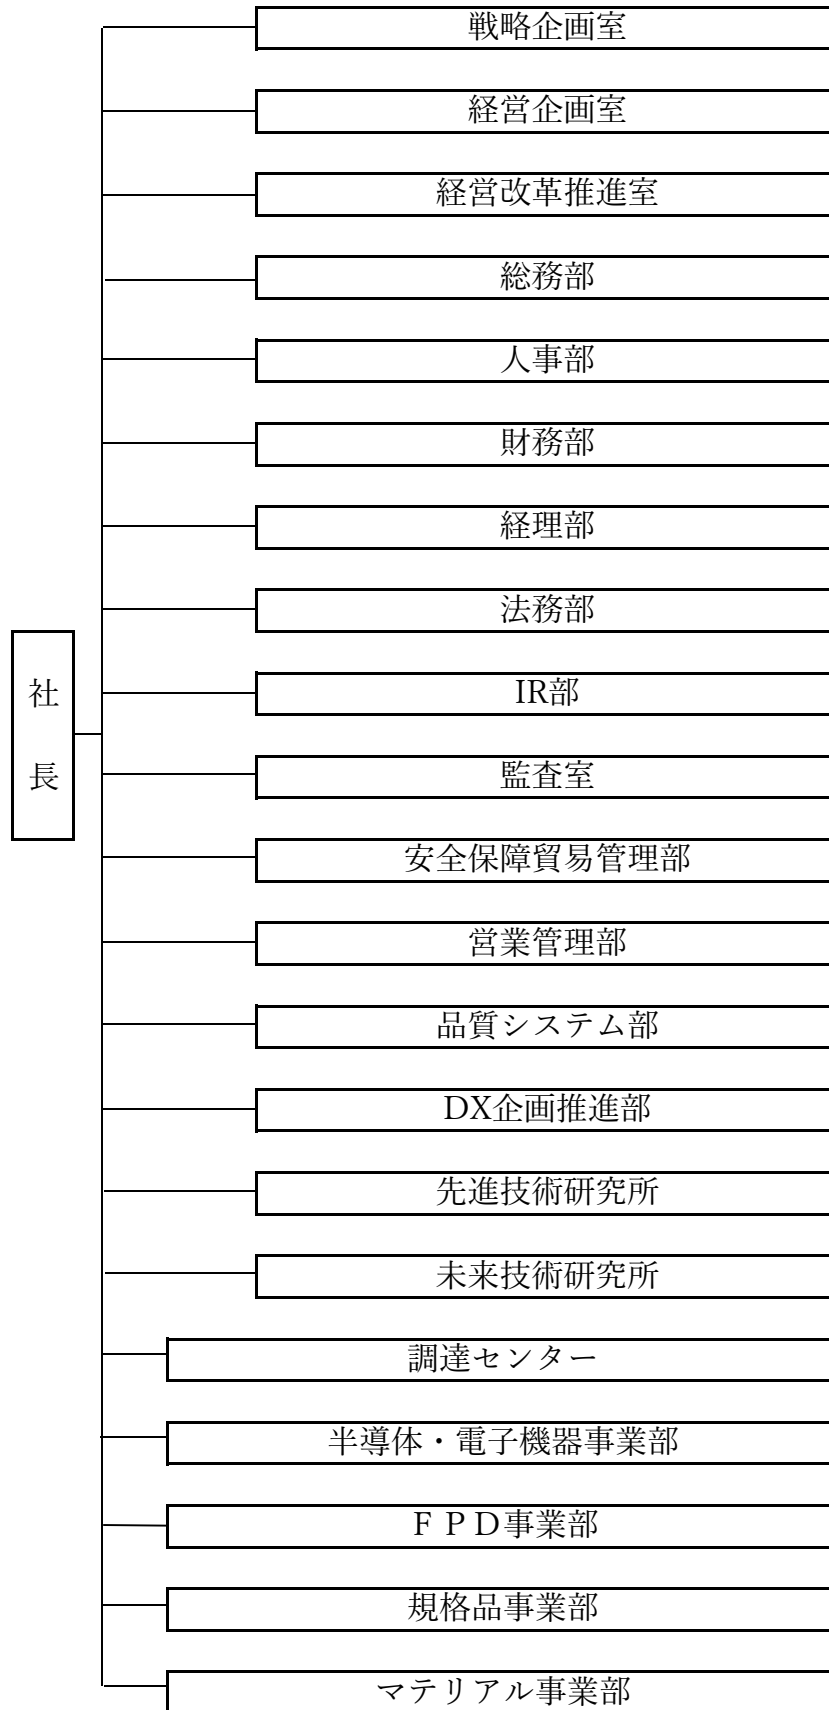 戦略企画室
経営企画室
経営改革推進室
総務部
人事部
財務部
経理部
法務部
社長
IR部
監査室
安全保障貿易管理部
営業管理部
品質システム部
DX企画推進部
先進技術研究所
未来技術研究所
調達センター
半導体・電子機器事業部
ＦＰＤ事業部
規格品事業部
マテリアル事業部